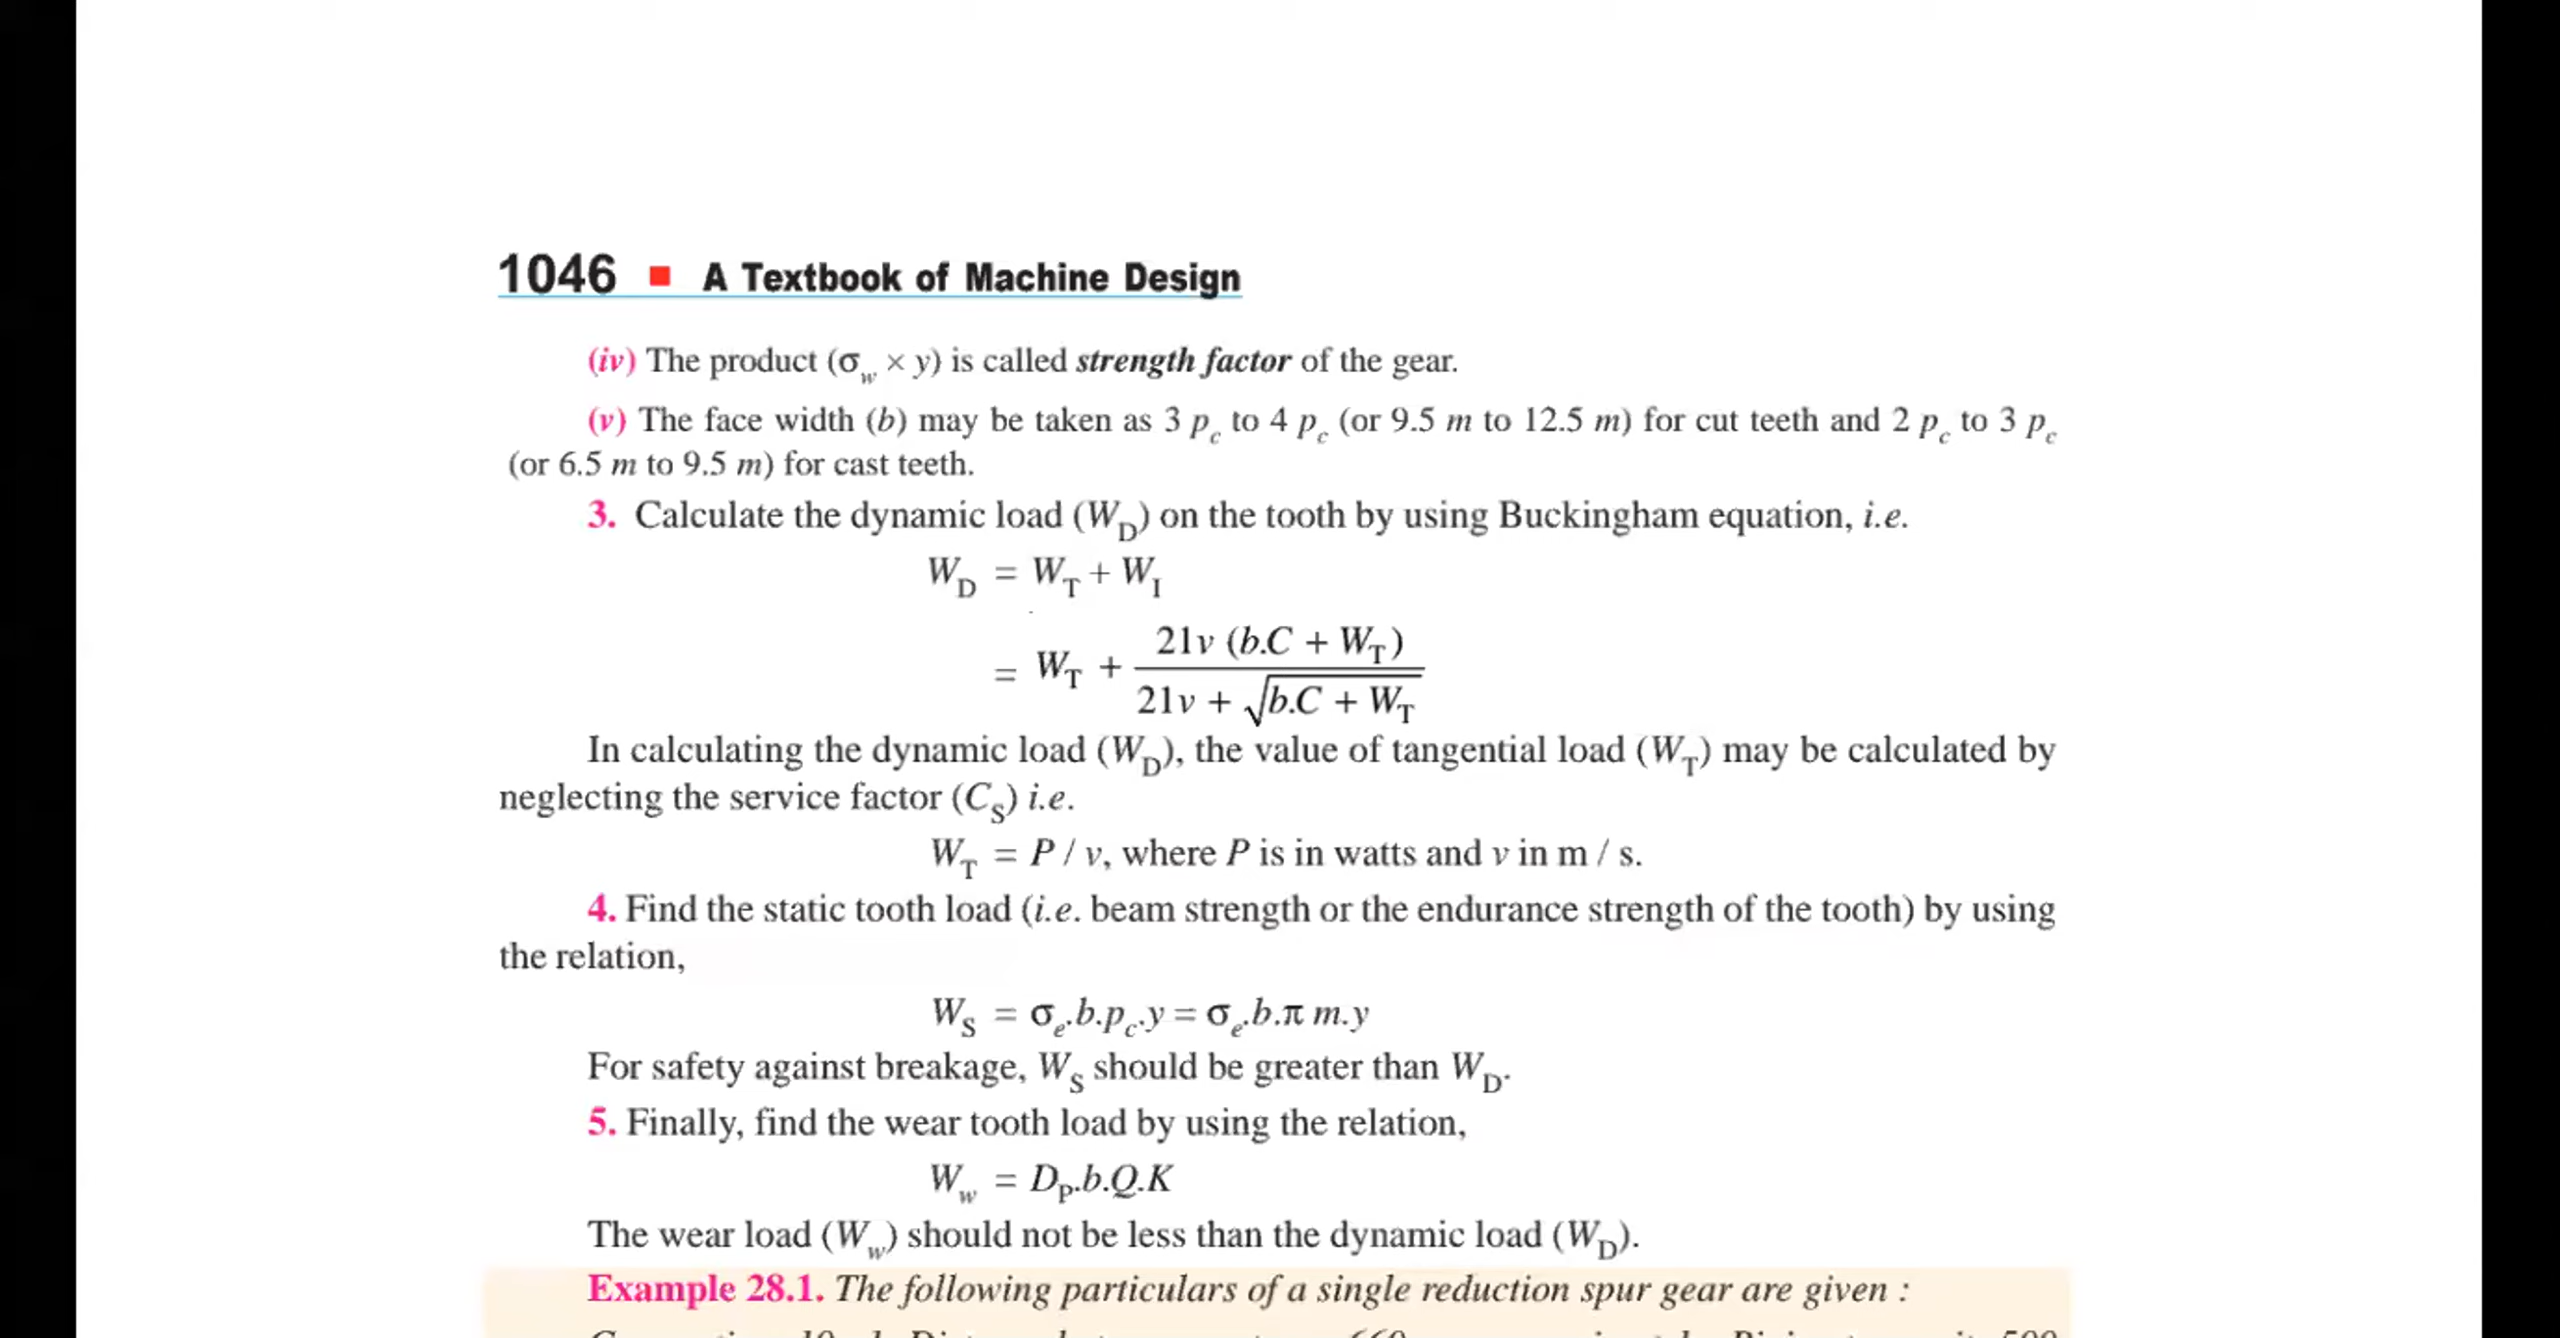 1046 ■ A Textbook of Machine Design
(iv) The product (σw × y) is called strength factor of the gear.
(v) The face width (b) may be taken as 3 pc to 4 pc (or 9.5 m to 12.5 m) for cut teeth and 2 pc to 3 pc
(or 6.5 m to 9.5 m) for cast teeth.
3. Calculate the dynamic load (WD) on the tooth by using Buckingham equation, i.e.
WD = WT + WI
= WT + 21v (b.C + WT) / 21v + √b.C + WT
In calculating the dynamic load (WD), the value of tangential load (WT) may be calculated by
neglecting the service factor (CS) i.e.
WT = P / v, where P is in watts and v in m / s.
4. Find the static tooth load (i.e. beam strength or the endurance strength of the tooth) by using
the relation,
WS = σe.b.pc.y = σe.b.π m.y
For safety against breakage, WS should be greater than WD.
5. Finally, find the wear tooth load by using the relation,
Ww = DP.b.Q.K
The wear load (Ww) should not be less than the dynamic load (WD).
Example 28.1. The following particulars of a single reduction spur gear are given :